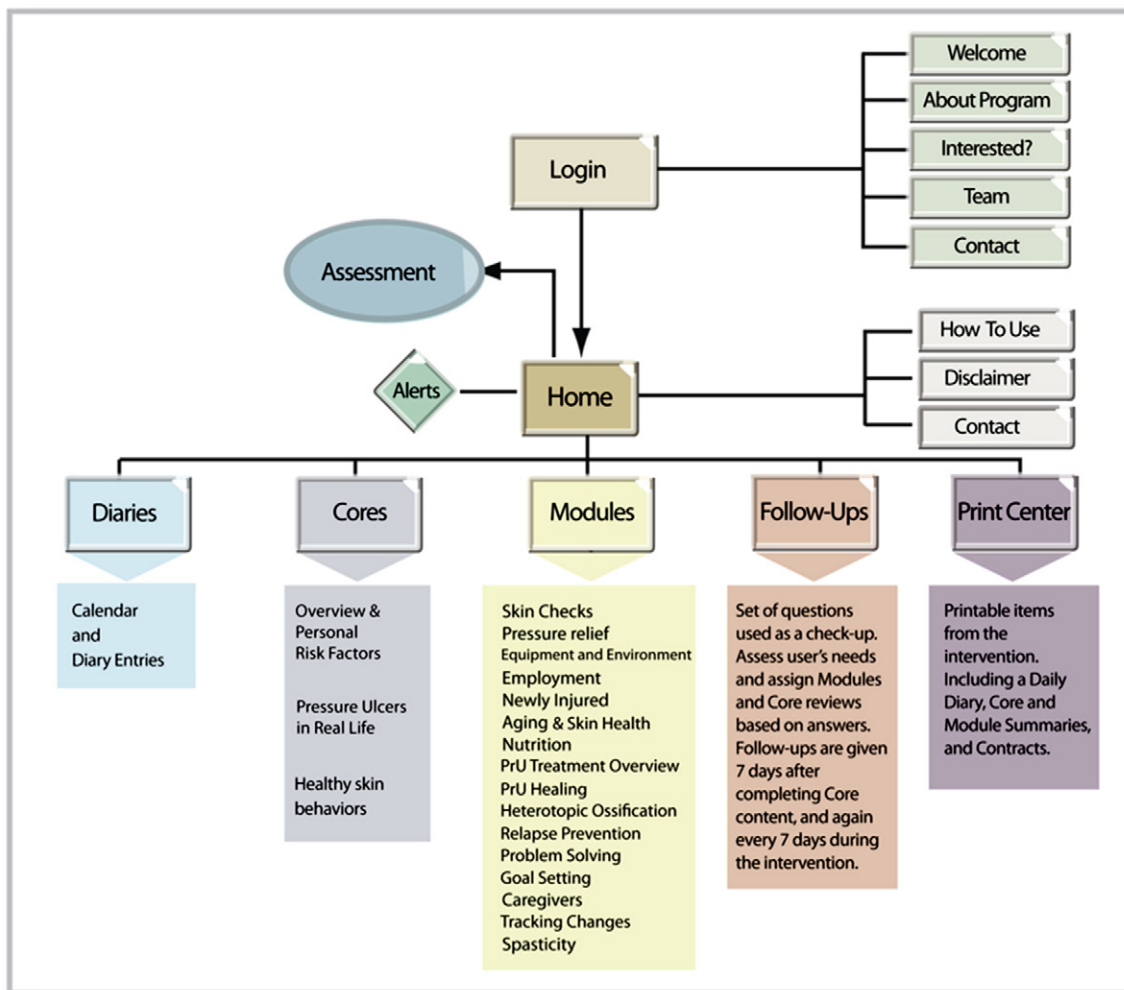 Welcome
About Program
Interested?
Team
Contact
Login
Assessment
How To Use
Disclaimer
Contact
Alerts
Home
Diaries
Cores
Modules
Follow-Ups
Print Center
Calendar
and
Diary Entries
Overview &
Personal
Risk Factors
Pressure Ulcers
in Real Life
Healthy skin
behaviors
Skin Checks
Pressure relief
Equipment and Environment
Employment
Newly Injured
Aging & Skin Health
Nutrition
PrU Treatment Overview
PrU Healing
Heterotopic Ossification
Relapse Prevention
Problem Solving
Goal Setting
Caregivers
Tracking Changes
Spasticity
Set of questions
used as a check-up.
Assess user's needs
and assign Modules
and Core reviews
based on answers.
Follow-ups are given
7 days after
completing Core
content, and again
every 7 days during
the intervention.
Printable items
from the
intervention.
Including a Daily
Diary, Core and
Module Summaries,
and Contracts.